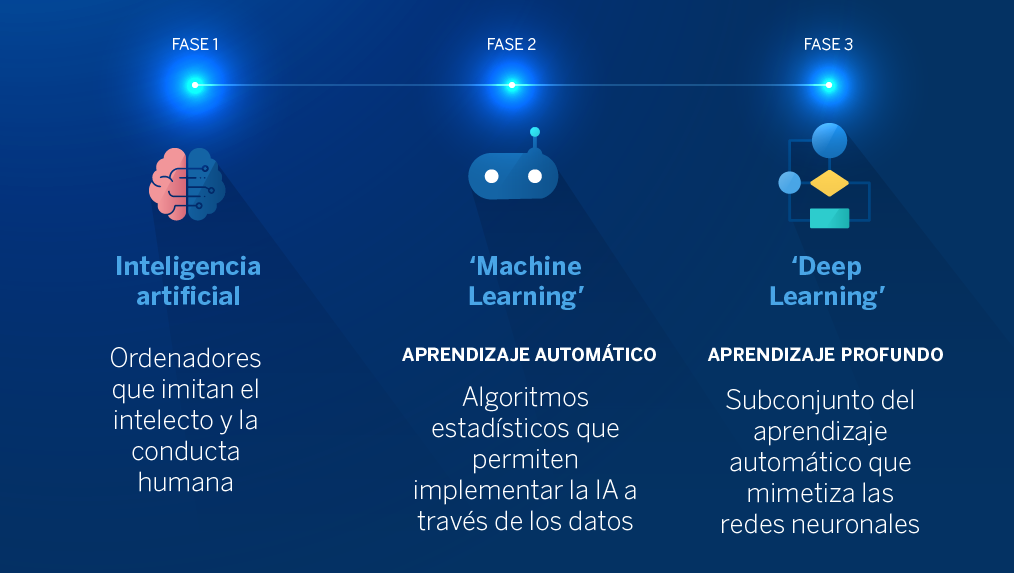 FASE 1
FASE 2
FASE 3
Inteligencia
artificial
Ordenadores
que imitan el
intelecto y la
conducta
humana
‘Machine
Learning’
APRENDIZAJE AUTOMÁTICO
Algoritmos
estadísticos que
permiten
implementar la IA a
través de los datos
‘Deep
Learning’
APRENDIZAJE PROFUNDO
Subconjunto del
aprendizaje
automático que
mimetiza las
redes neuronales